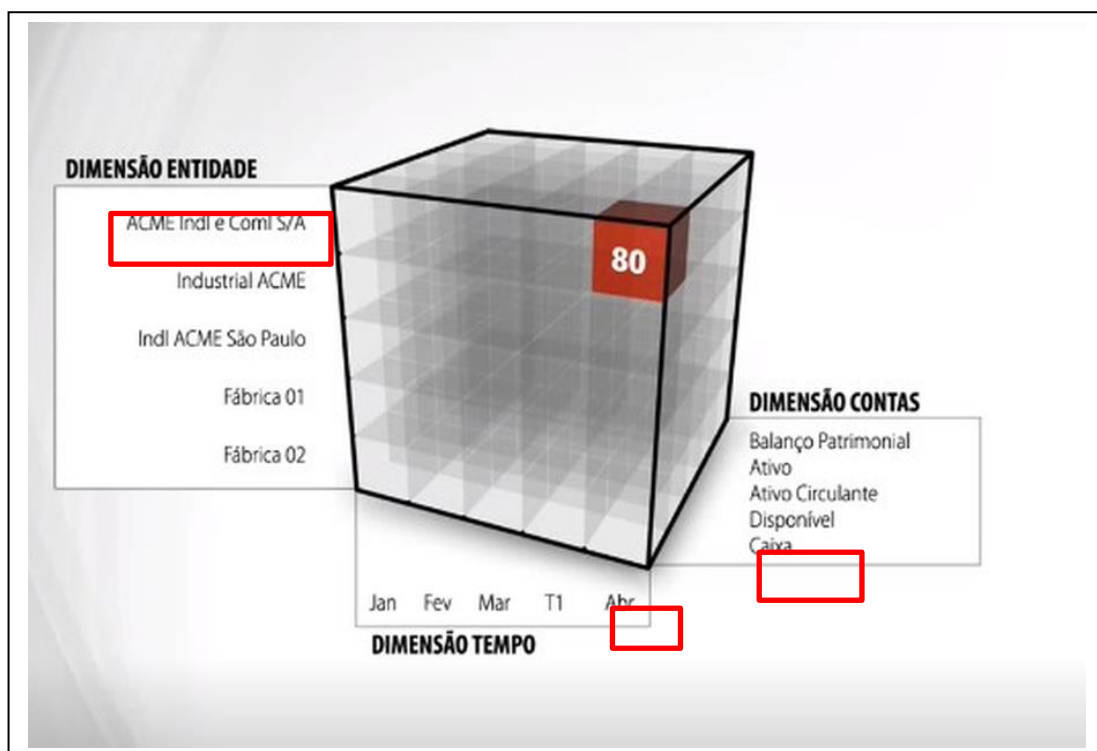 DIMENSÃO ENTIDADE
ACME Indl e Coml S/A
Industrial ACME
Indl ACME São Paulo
Fábrica 01
Fábrica 02
80
DIMENSÃO CONTAS
Balanço Patrimonial
Ativo
Ativo Circulante
Disponível
Caixa
Jan Fev Mar T1 Abr
DIMENSÃO TEMPO